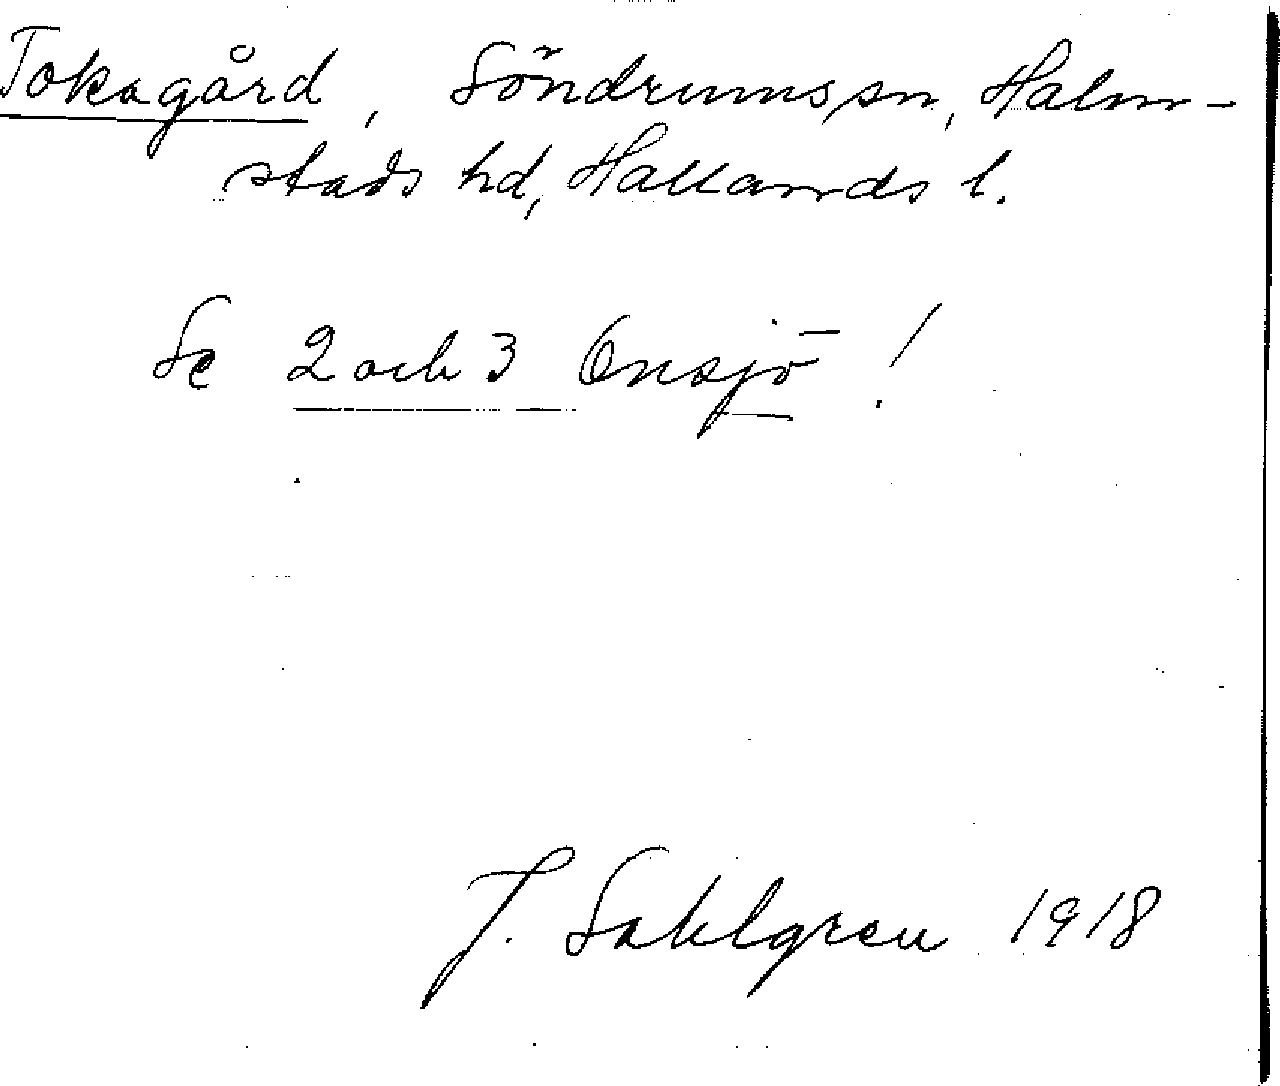 Tokagård, Söndrums sn, Halm-
stads hd, Hallands l.
Se 2 och 3 Onsjö!
J. Sahlgren 1918